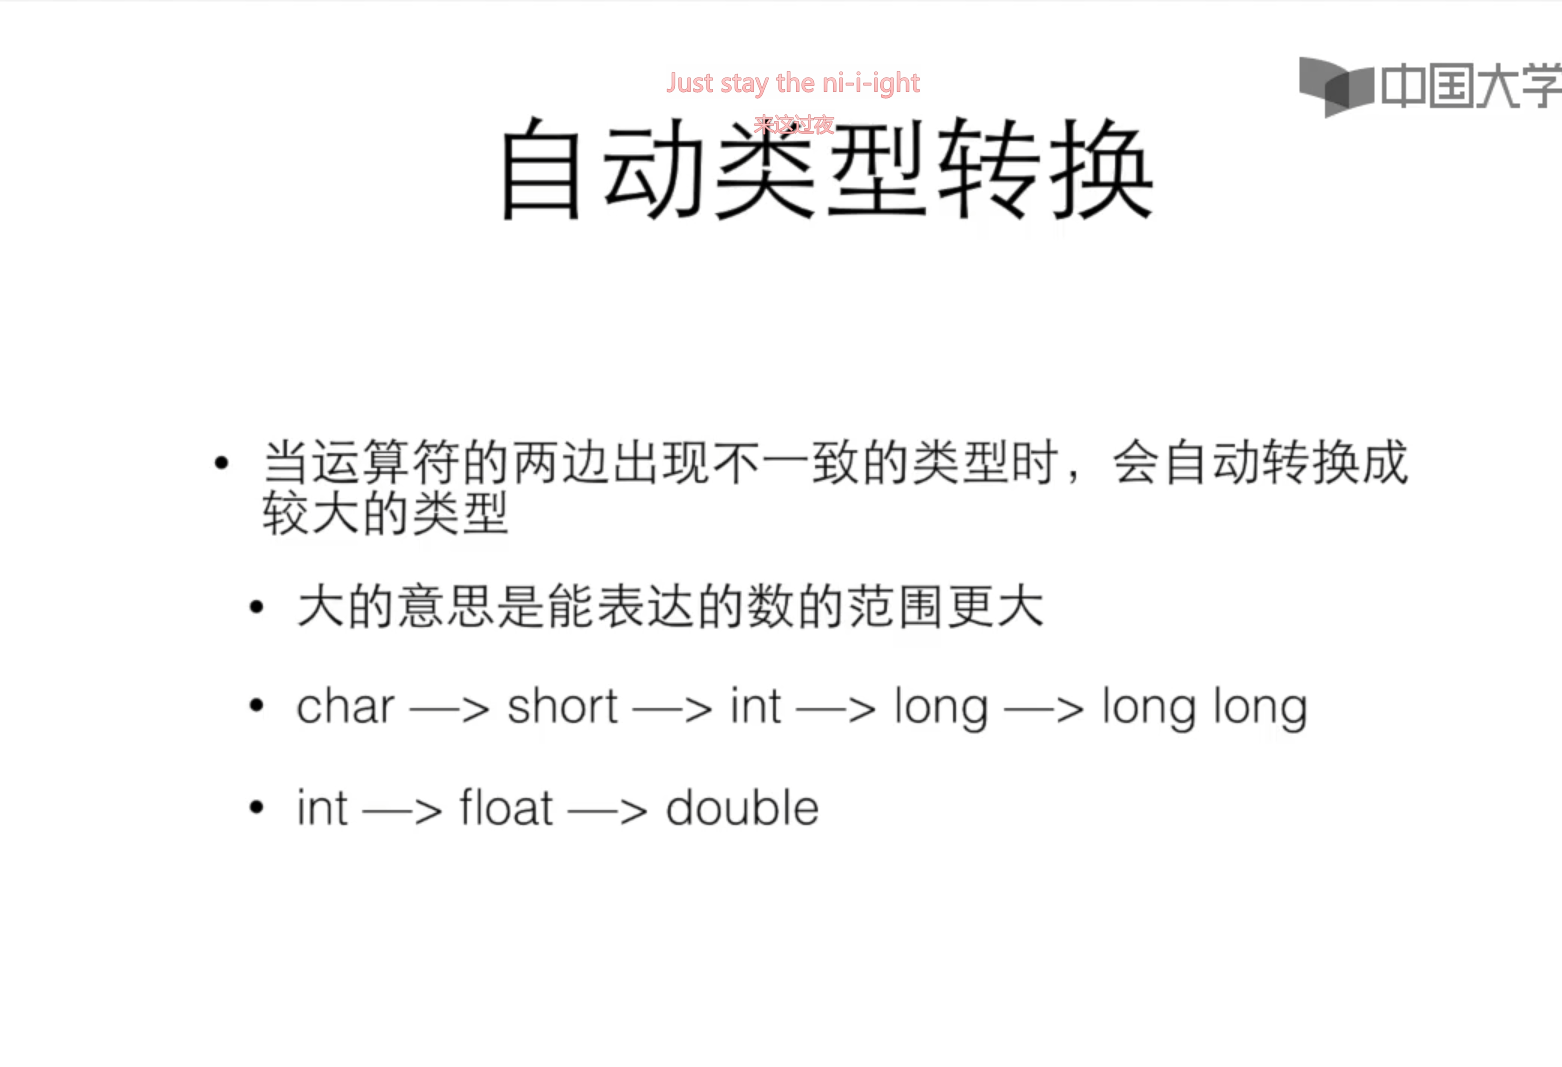 Just stay the ni-i-ight
来这过夜
中国大学
自动类型转换
• 当运算符的两边出现不一致的类型时，会自动转换成
较大的类型
• 大的意思是能表达的数的范围更大
• char —> short —> int —> long —> long long
• int —> float —> double